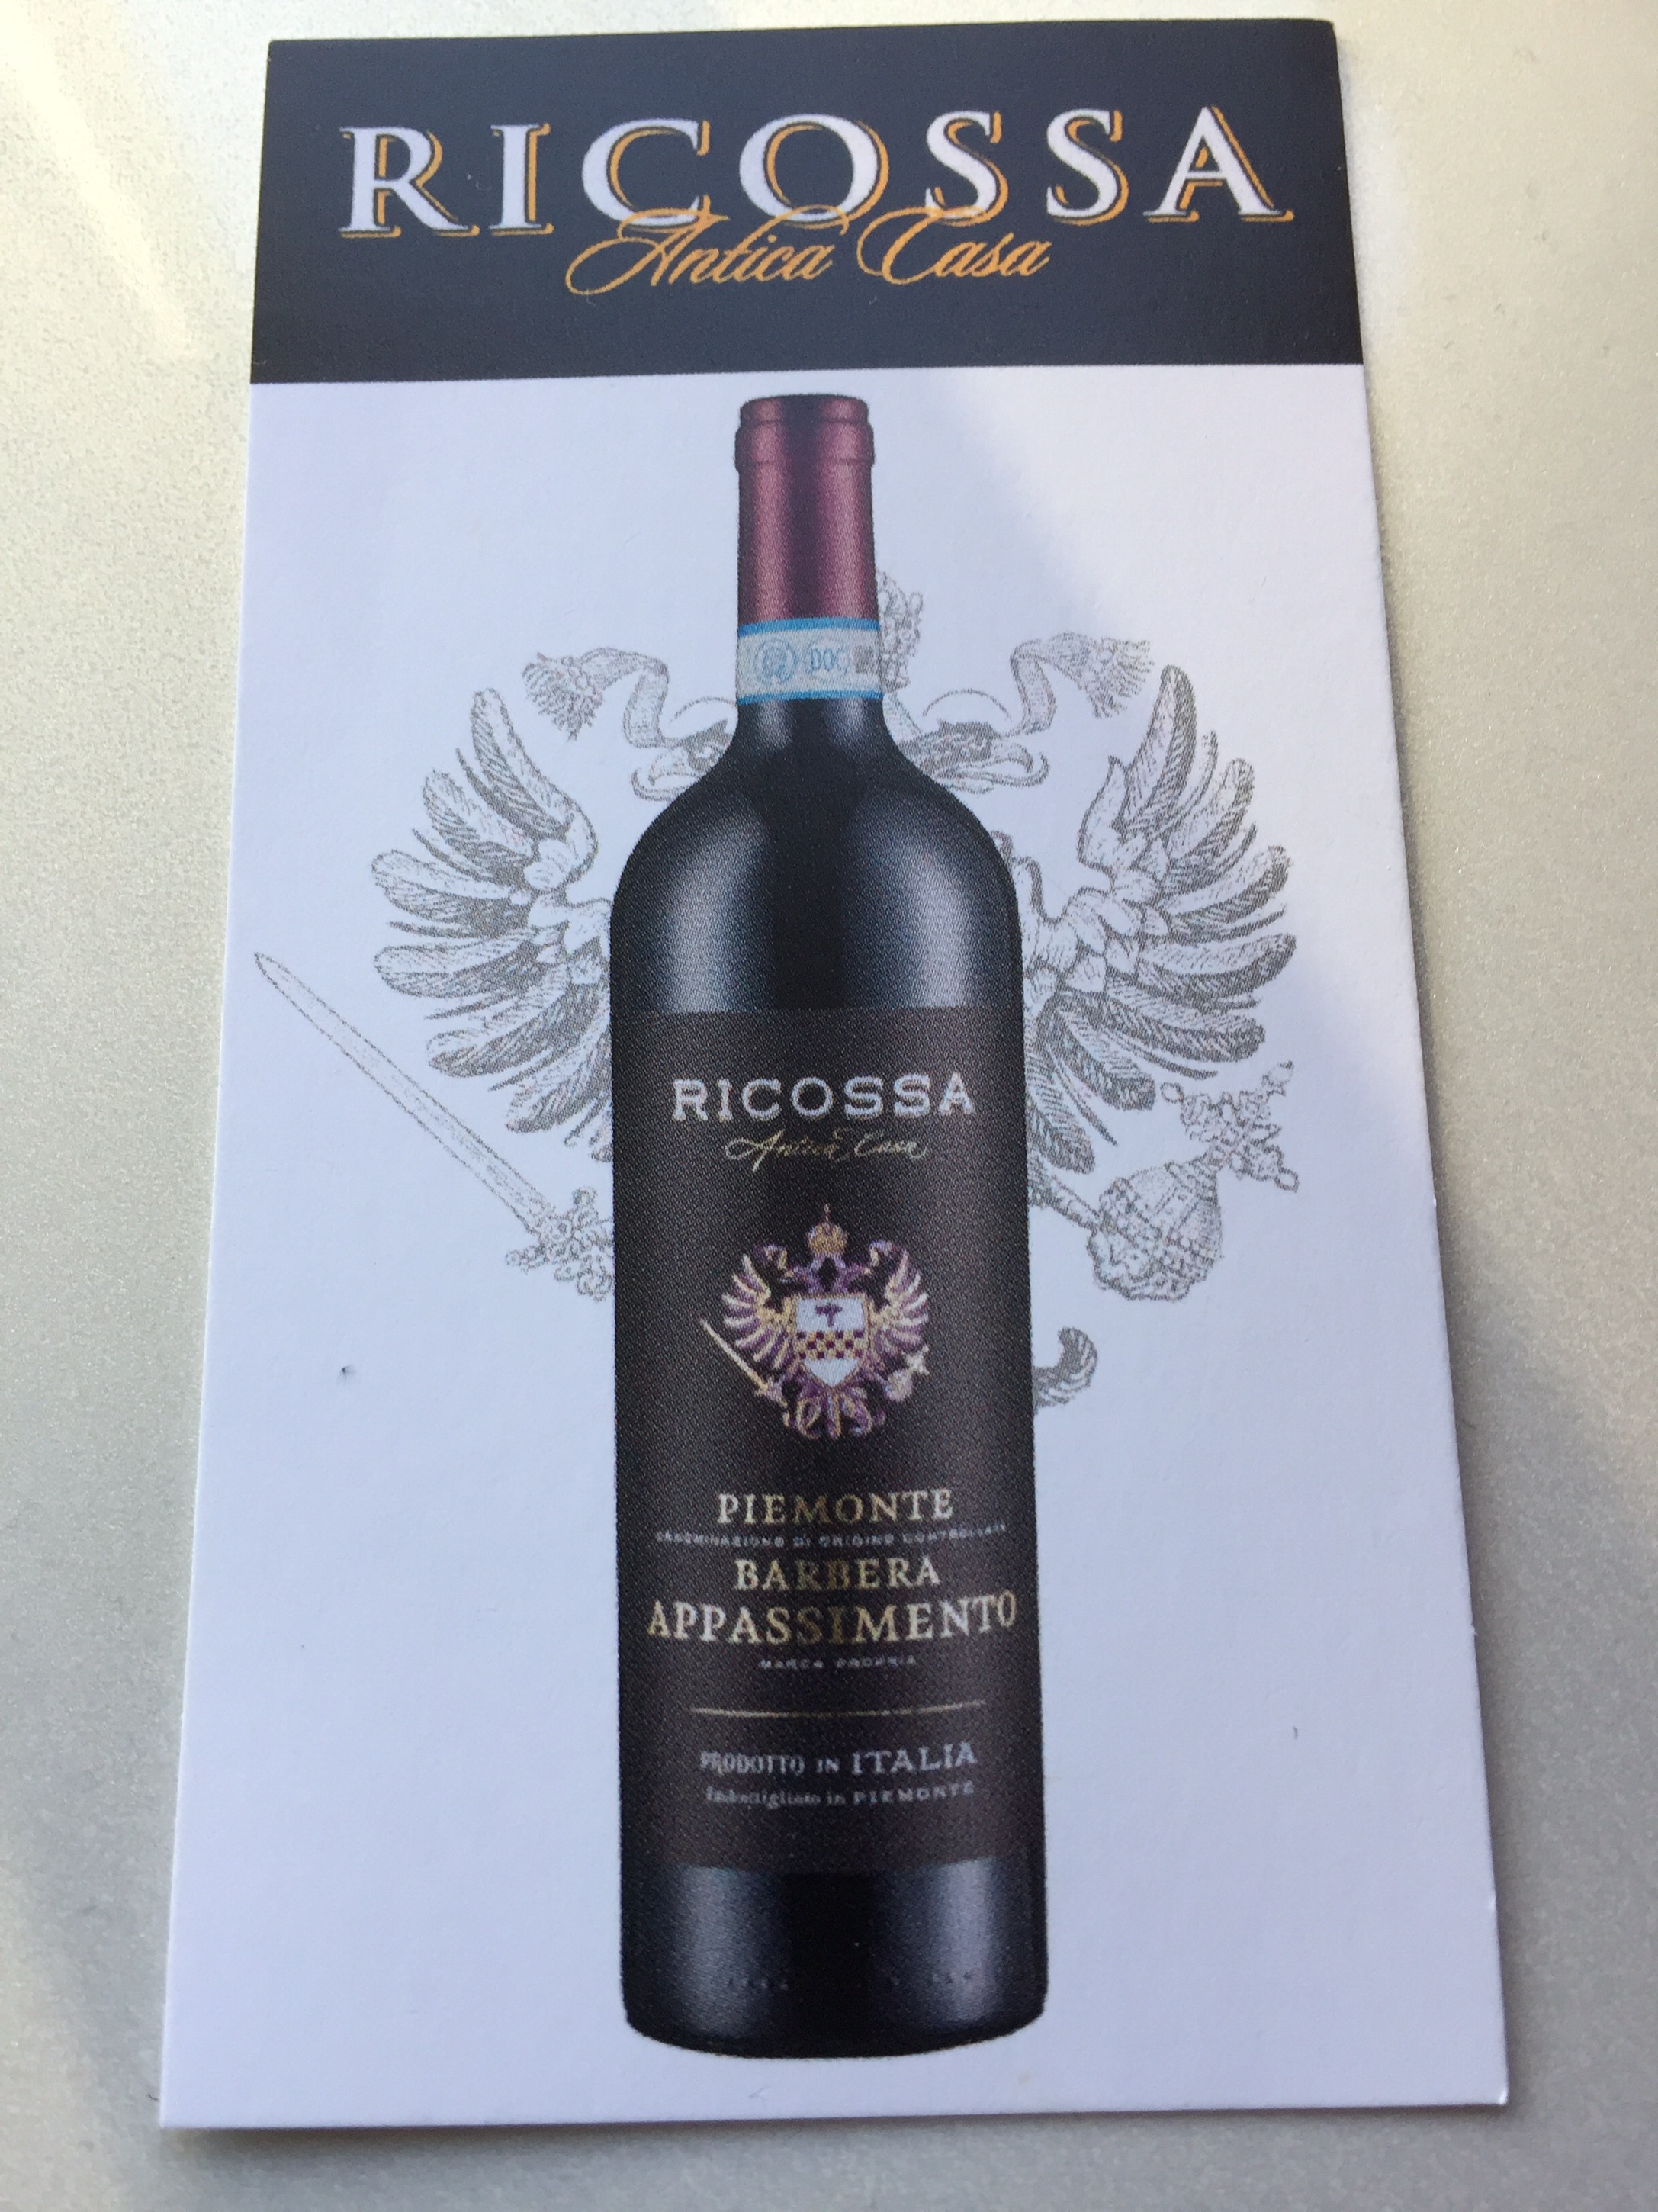 RICOSSA
Antica Casa
DOC
RICOSSA
Antica Casa
PIEMONTE
DENOMINAZIONE DI ORIGINE CONTROLLATA
BARBERA
APPASSIMENTO
MARCA PROPRIA
PRODOTTO IN ITALIA
Imbottigliato in PIEMONTE